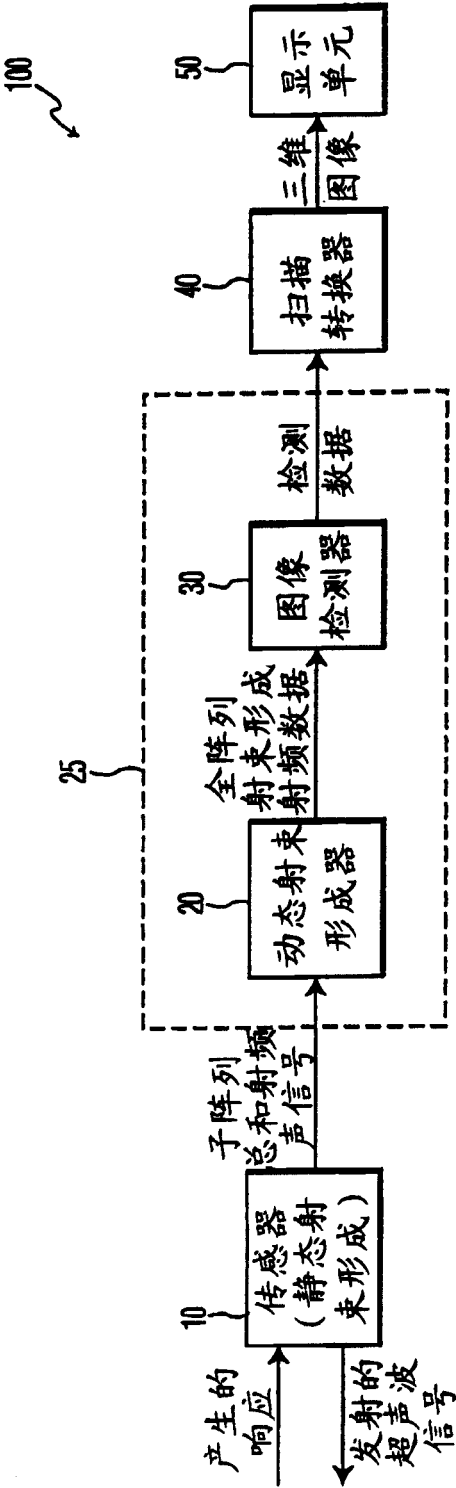 100
25
产生的
响应
发射的
超声波
信号
10
传感器
(静态射
束形成)
子阵列
总和射频
声信号
20
动态射束
形成器
全阵列
射束形成
射频数据
30
图像
检测器
检测
数据
40
扫描
转换器
三维
图像
50
显示
单元